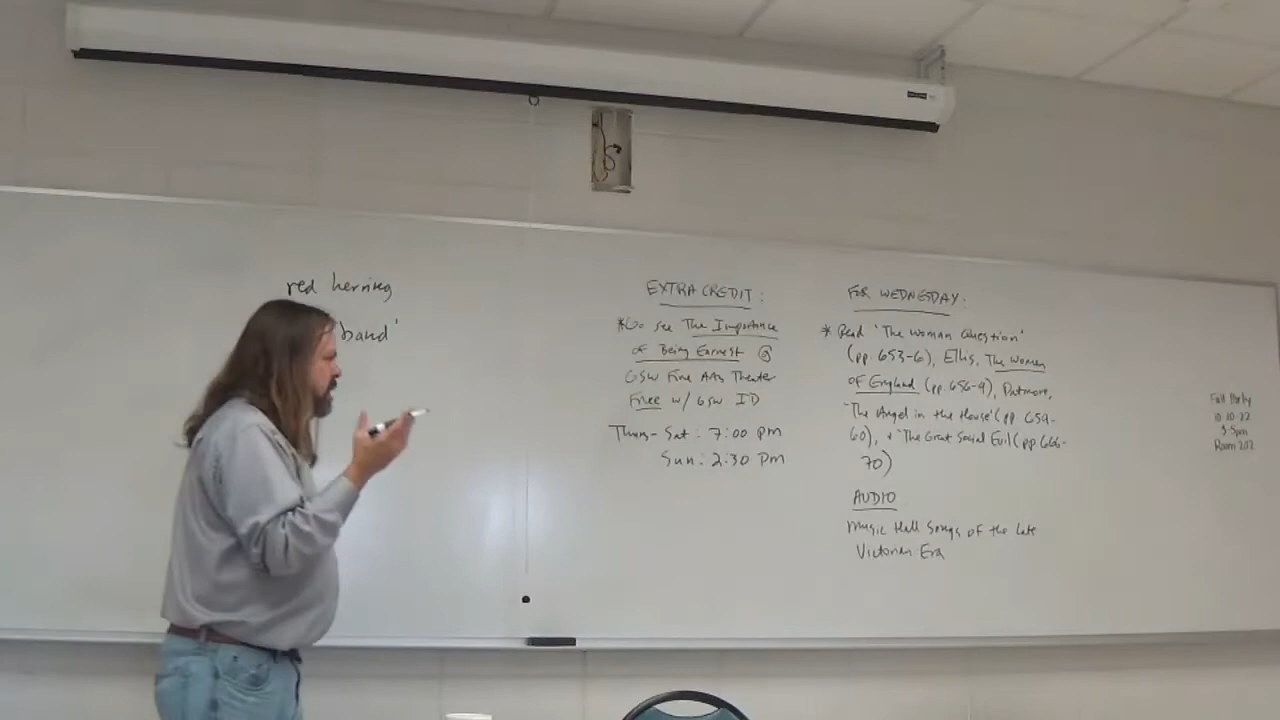 red herring
band'
EXTRA CREDIT:
*Go see The Importance
of Being Earnest @
GSW Fine Arts Theater
Free w/ GSW ID
Thurs-Sat: 7:00 pm
Sun: 2:30 pm
FOR WEDNESDAY:
* Read 'The Woman Question'
(pp. 653-6), Ellis, The Women
of England (pp. 656-9), Patmore,
'The Angel in the House' (pp. 659-
60), + 'The Great Social Evil' (pp. 666-
70)
AUDIO
Music Hall Songs of the Late
Victorian Era
Fall Party
10.20.22
3-5pm
Room 202